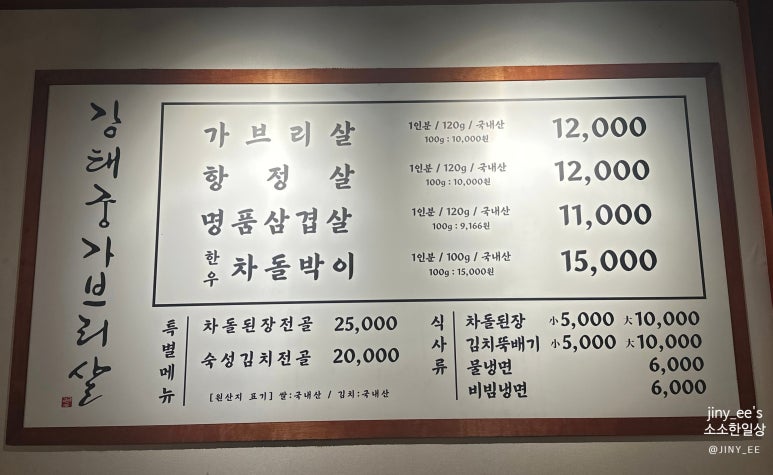 강태중가브리살
가브리살 1인분 / 120g / 국내산 12,000
100g : 10,000원
항정살 1인분 / 120g / 국내산 12,000
100g : 10,000원
명품삼겹살 1인분 / 120g / 국내산 11,000
100g : 9,166원
한우 차돌박이 1인분 / 100g / 국내산 15,000
100g : 15,000원
특별메뉴
차돌된장전골 25,000
숙성김치전골 20,000
[원산지 표기] 쌀:국내산 / 김치:국내산
식사류
차돌된장 小5,000 大10,000
김치뚝배기 小5,000 大10,000
물냉면 6,000
비빔냉면 6,000
jiny_ee's
소소한일상
@JINY_EE